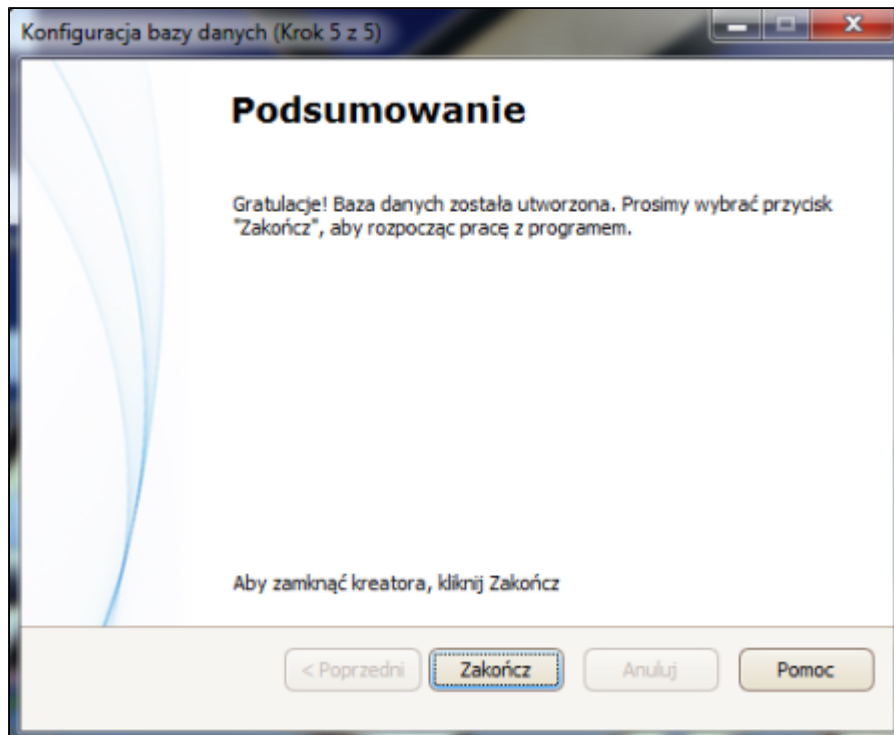 Konfiguracja bazy danych (Krok 5 z 5)
Podsumowanie
Gratulacje! Baza danych została utworzona. Prosimy wybrać przycisk
"Zakończ", aby rozpocząc pracę z programem.
Aby zamknąć kreatora, kliknij Zakończ
< Poprzedni
Zakończ
Anuluj
Pomoc